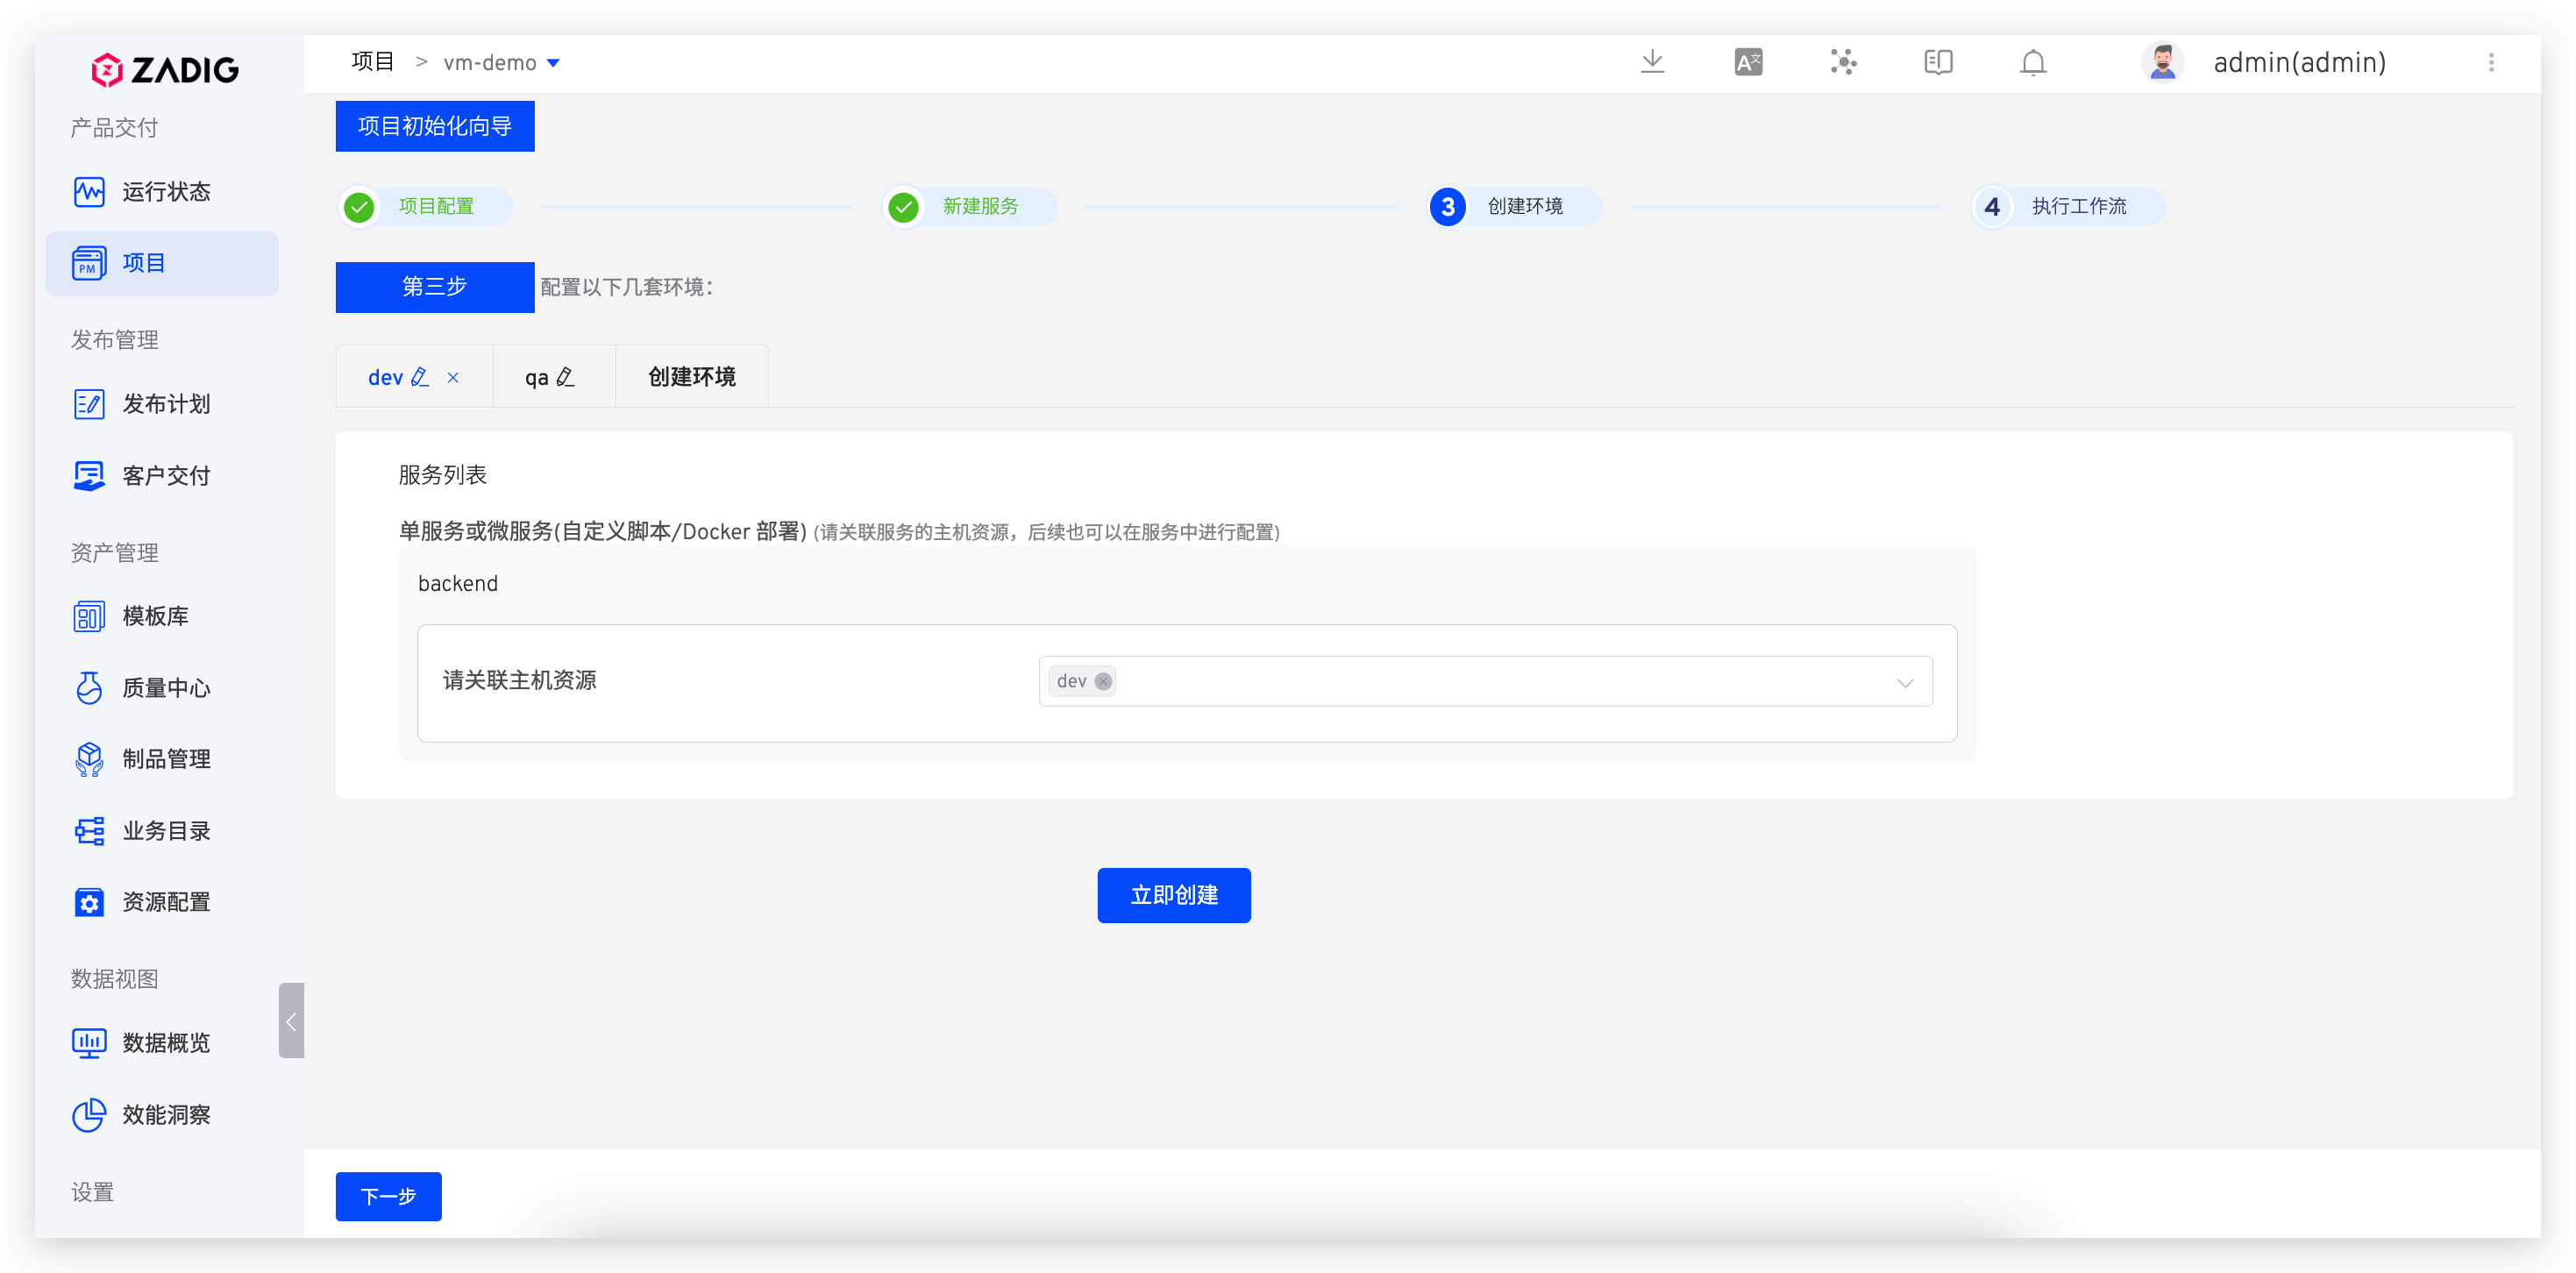 ZADIG
产品交付
运行状态
PM 项目
发布管理
发布计划
客户交付
资产管理
模板库
质量中心
制品管理
业务目录
资源配置
数据视图
数据概览
效能洞察
设置
项目 > vm-demo
A文
admin(admin)
项目初始化向导
项目配置
新建服务
3 创建环境
4 执行工作流
第三步 配置以下几套环境：
dev qa 创建环境
服务列表
单服务或微服务(自定义脚本/Docker 部署) (请关联服务的主机资源，后续也可以在服务中进行配置)
backend
请关联主机资源 dev
立即创建
下一步